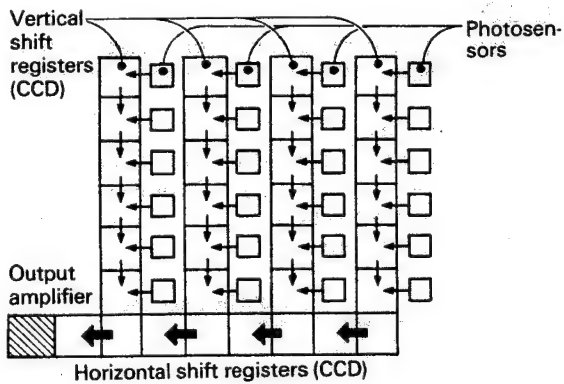 Vertical
shift
registers
(CCD)
Photosen-
sors
Output
amplifier
Horizontal shift registers (CCD)